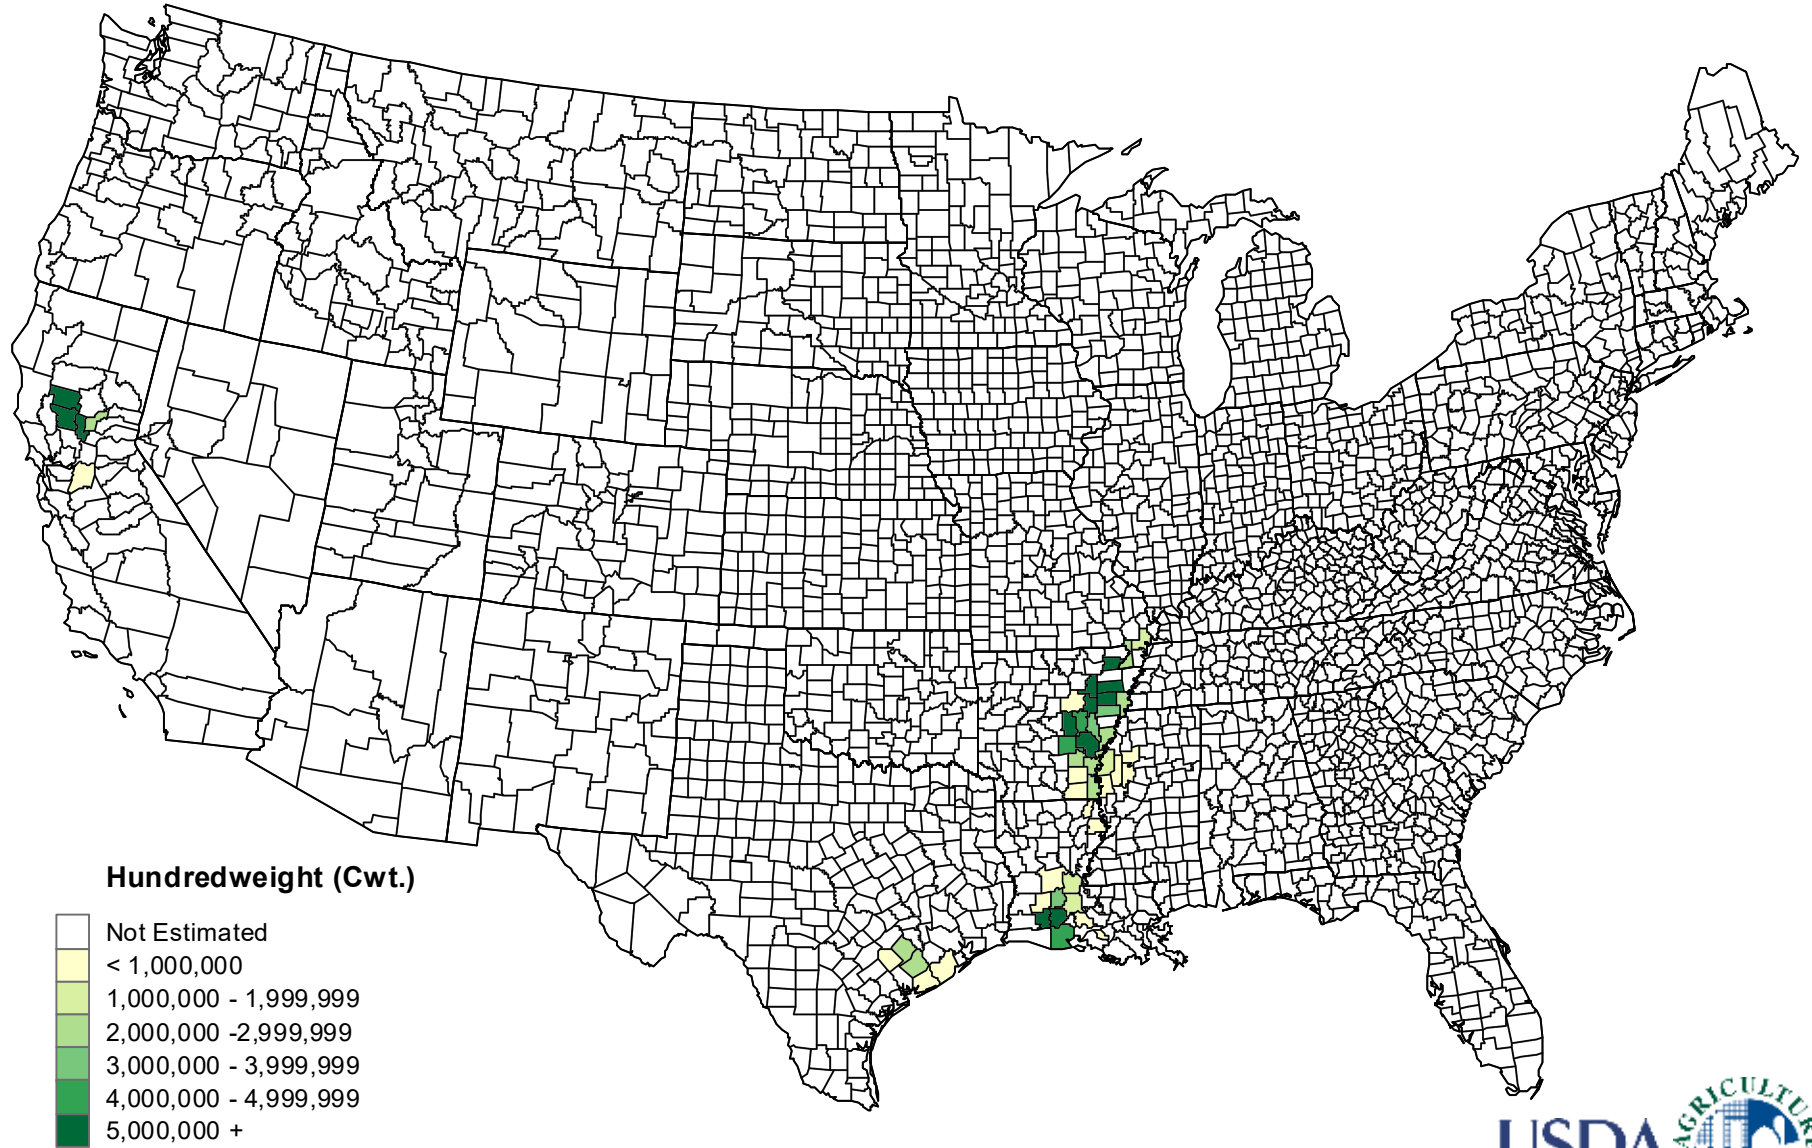 Hundredweight (Cwt.)
Not Estimated
< 1,000,000
1,000,000 - 1,999,999
2,000,000 -2,999,999
3,000,000 - 3,999,999
4,000,000 - 4,999,999
5,000,000 +
USDA